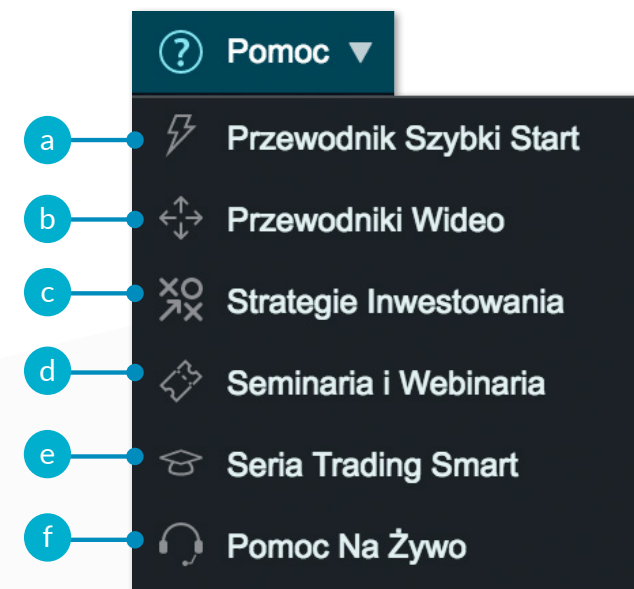 ? Pomoc ▼
a Przewodnik Szybki Start
b Przewodniki Wideo
c Strategie Inwestowania
d Seminaria i Webinaria
e Seria Trading Smart
f Pomoc Na Żywo